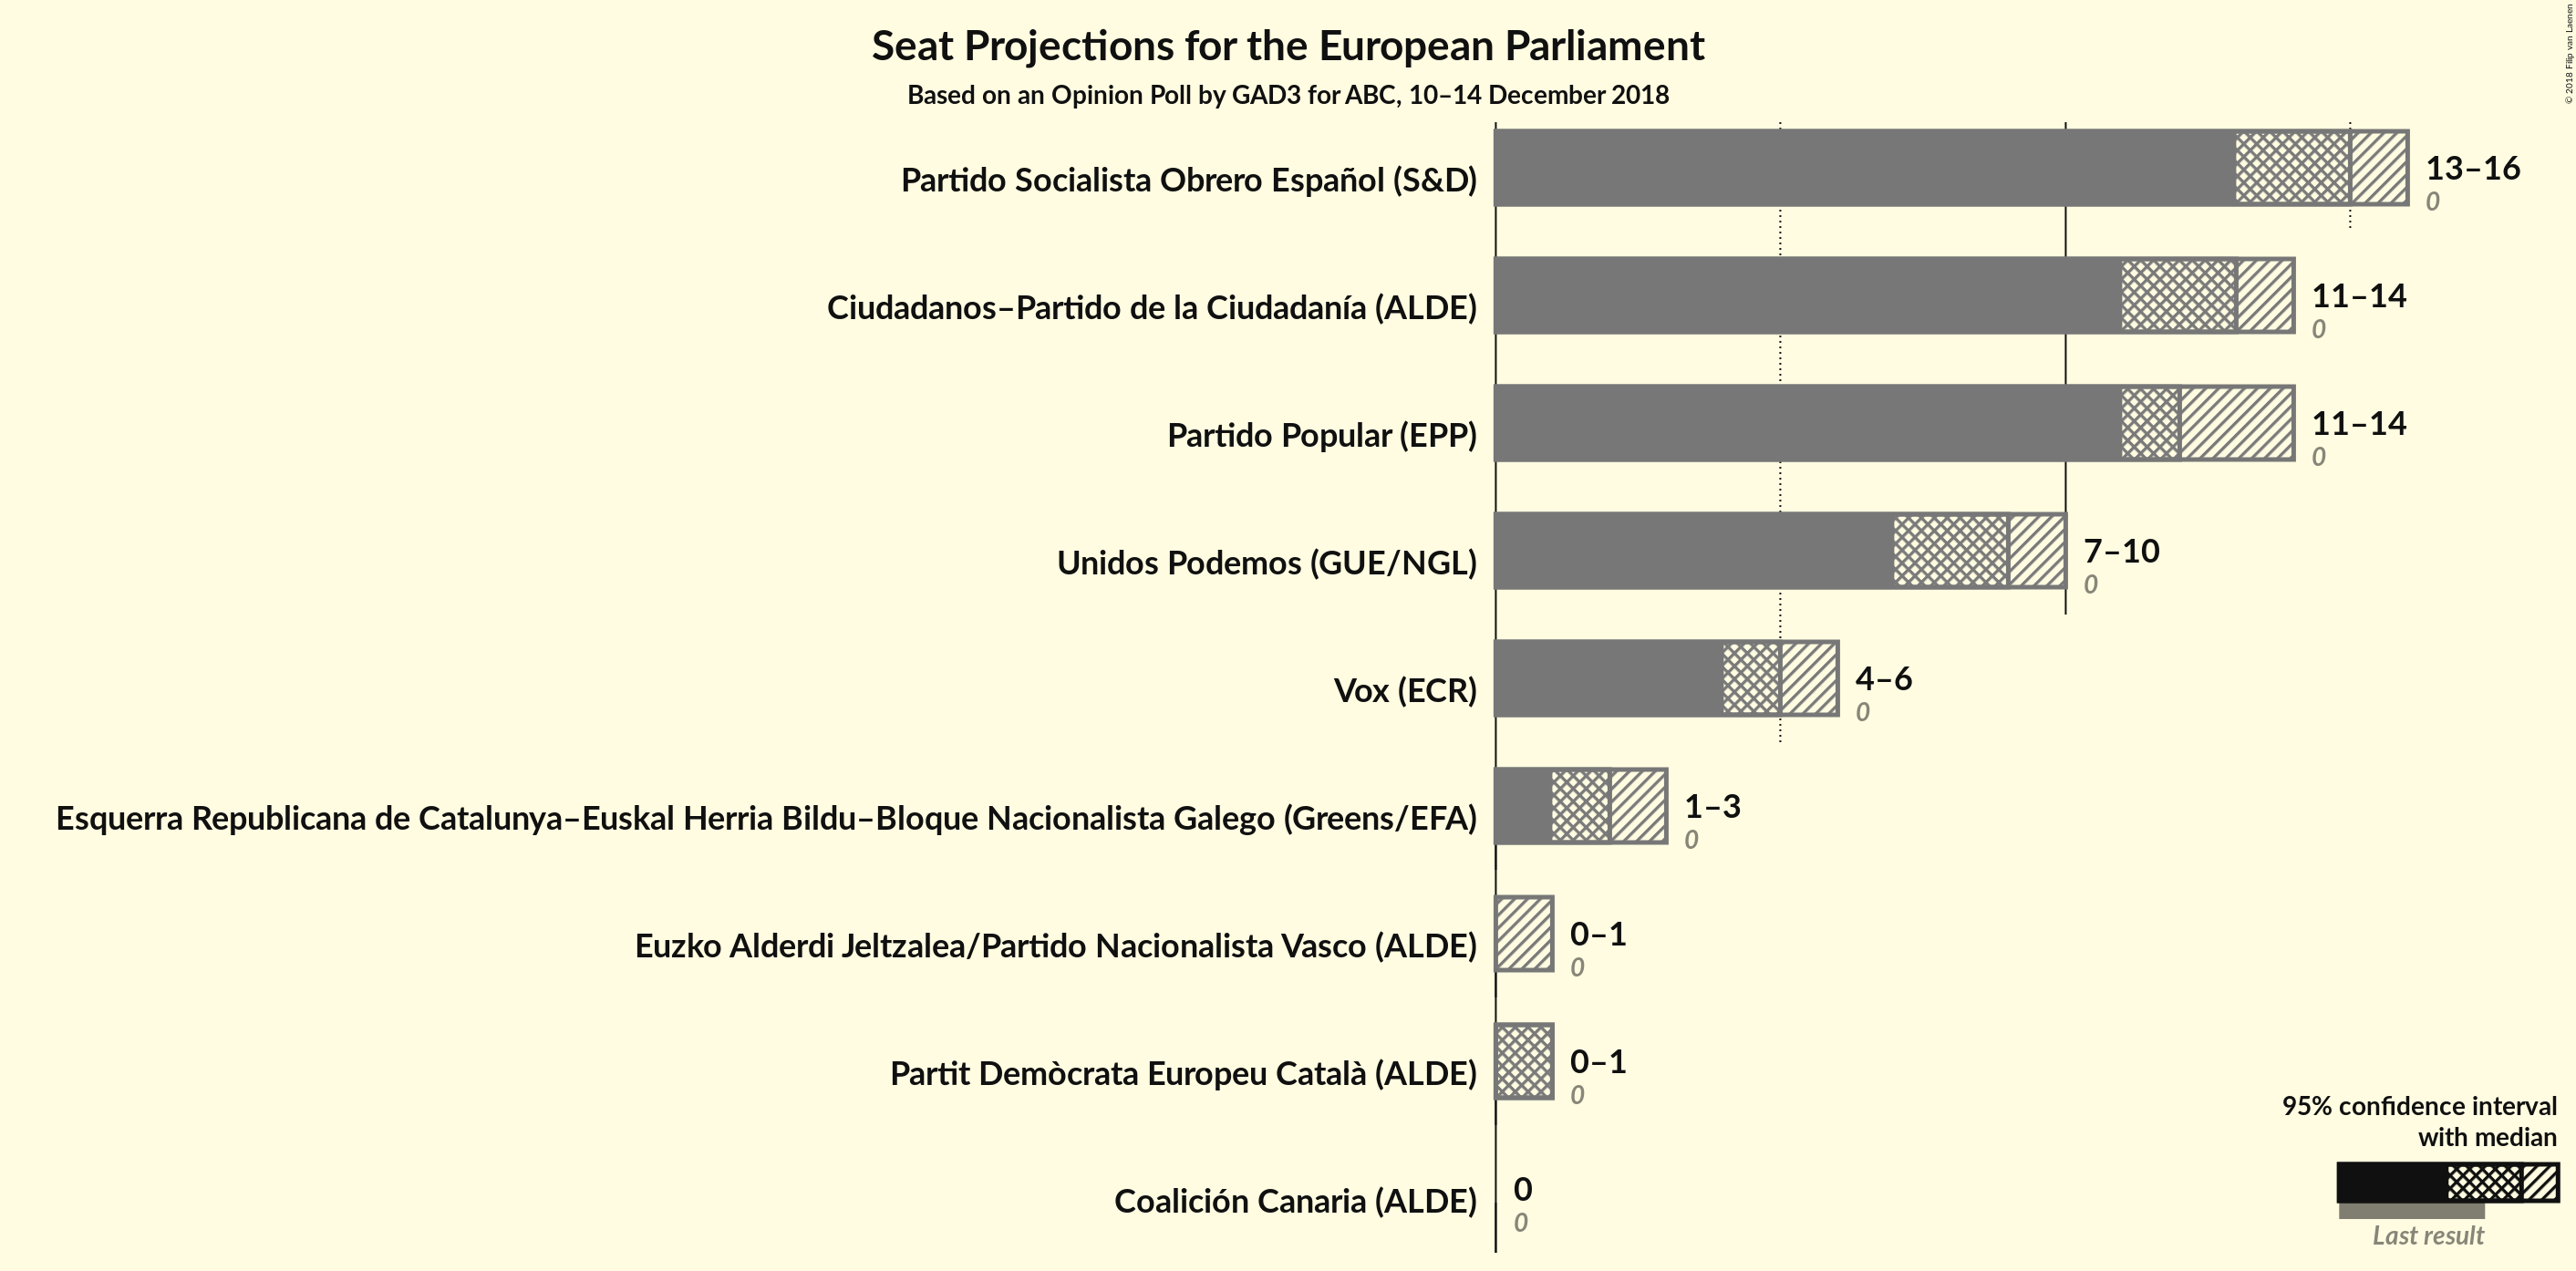 Seat Projections for the European Parliament
Based on an Opinion Poll by GAD3 for ABC, 10–14 December 2018
© 2018 Filip van Laenen
Partido Socialista Obrero Español (S&D)
13–16
0
Ciudadanos–Partido de la Ciudadanía (ALDE)
11–14
0
Partido Popular (EPP)
11–14
0
Unidos Podemos (GUE/NGL)
7–10
0
Vox (ECR)
4–6
0
Esquerra Republicana de Catalunya–Euskal Herria Bildu–Bloque Nacionalista Galego (Greens/EFA)
1–3
0
Euzko Alderdi Jeltzalea/Partido Nacionalista Vasco (ALDE)
0–1
0
Partit Demòcrata Europeu Català (ALDE)
0–1
0
Coalición Canaria (ALDE)
0
0
95% confidence interval
with median
Last result